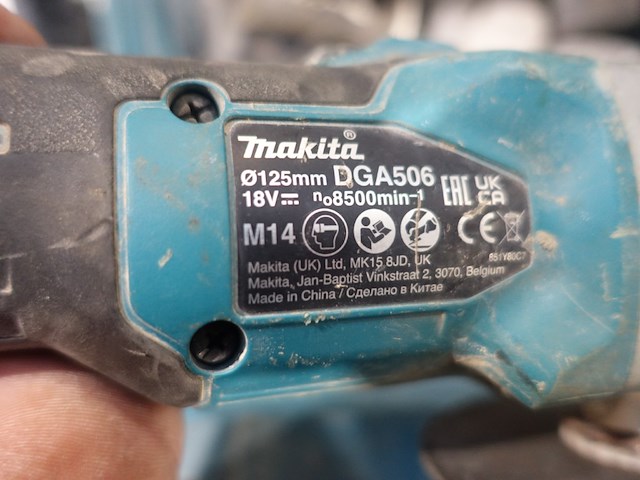 makita®
Ø125mm DGA506
18V⎓ n₀8500min⁻¹
EAC UK CA
M14
CE
Makita (UK) Ltd, MK15 8JD, UK
Makita, Jan-Baptist Vinkstraat 2, 3070, Belgium
Made in China / Сделано в Китае